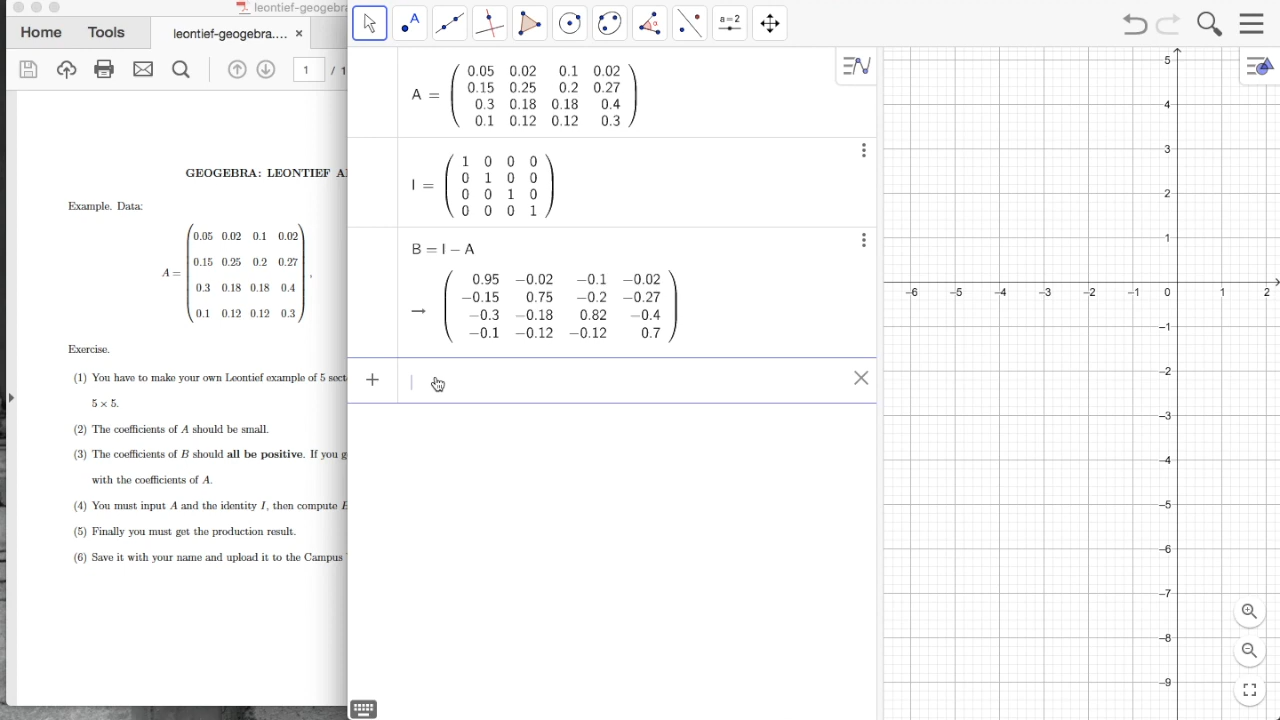 leontief-geogebra
Home Tools leontief-geogebra.... ×
1 / 1
GEOGEBRA: LEONTIEF
Example. Data:
0.05 0.02 0.1 0.02
0.15 0.25 0.2 0.27
A =
0.3 0.18 0.18 0.4
0.1 0.12 0.12 0.3
Exercise.
(1) You have to make your own Leontief example of 5 sect
5 × 5.
(2) The coefficients of A should be small.
(3) The coefficients of B should all be positive. If you g
with the coefficients of A.
(4) You must input A and the identity I, then compute B
(5) Finally you must get the production result.
(6) Save it with your name and upload it to the Campus
A
a=2
0.05 0.02 0.1 0.02
0.15 0.25 0.2 0.27
A =
0.3 0.18 0.18 0.4
0.1 0.12 0.12 0.3
1 0 0 0
0 1 0 0
I =
0 0 1 0
0 0 0 1
B = I − A
0.95 −0.02 −0.1 −0.02
−0.15 0.75 −0.2 −0.27
→
−0.3 −0.18 0.82 −0.4
−0.1 −0.12 −0.12 0.7
+
5
4
3
2
1
−6 −5 −4 −3 −2 −1 0 1 2
−1
−2
−3
−4
−5
−6
−7
−8
−9